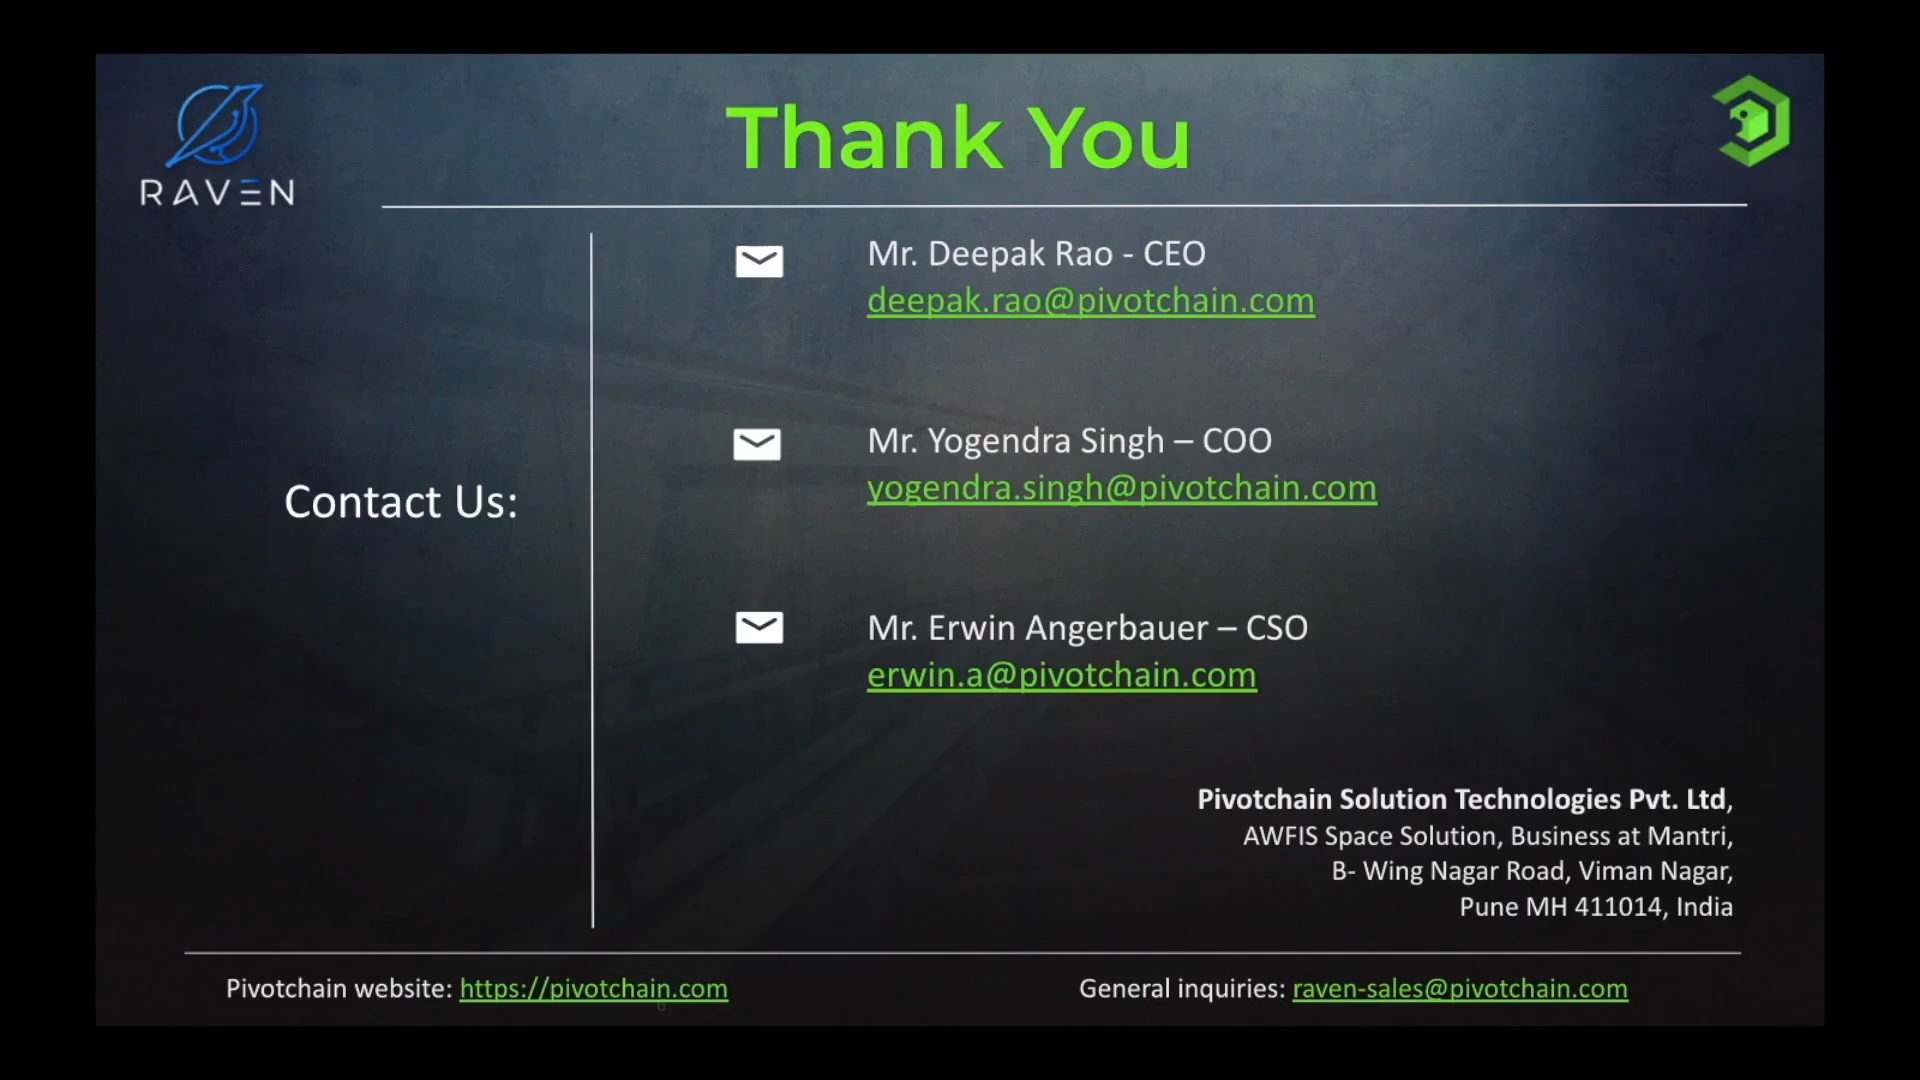 RAVEN
Thank You
Contact Us:
Mr. Deepak Rao - CEO
deepak.rao@pivotchain.com
Mr. Yogendra Singh – COO
yogendra.singh@pivotchain.com
Mr. Erwin Angerbauer – CSO
erwin.a@pivotchain.com
Pivotchain Solution Technologies Pvt. Ltd,
AWFIS Space Solution, Business at Mantri,
B- Wing Nagar Road, Viman Nagar,
Pune MH 411014, India
Pivotchain website: https://pivotchain.com
General inquiries: raven-sales@pivotchain.com